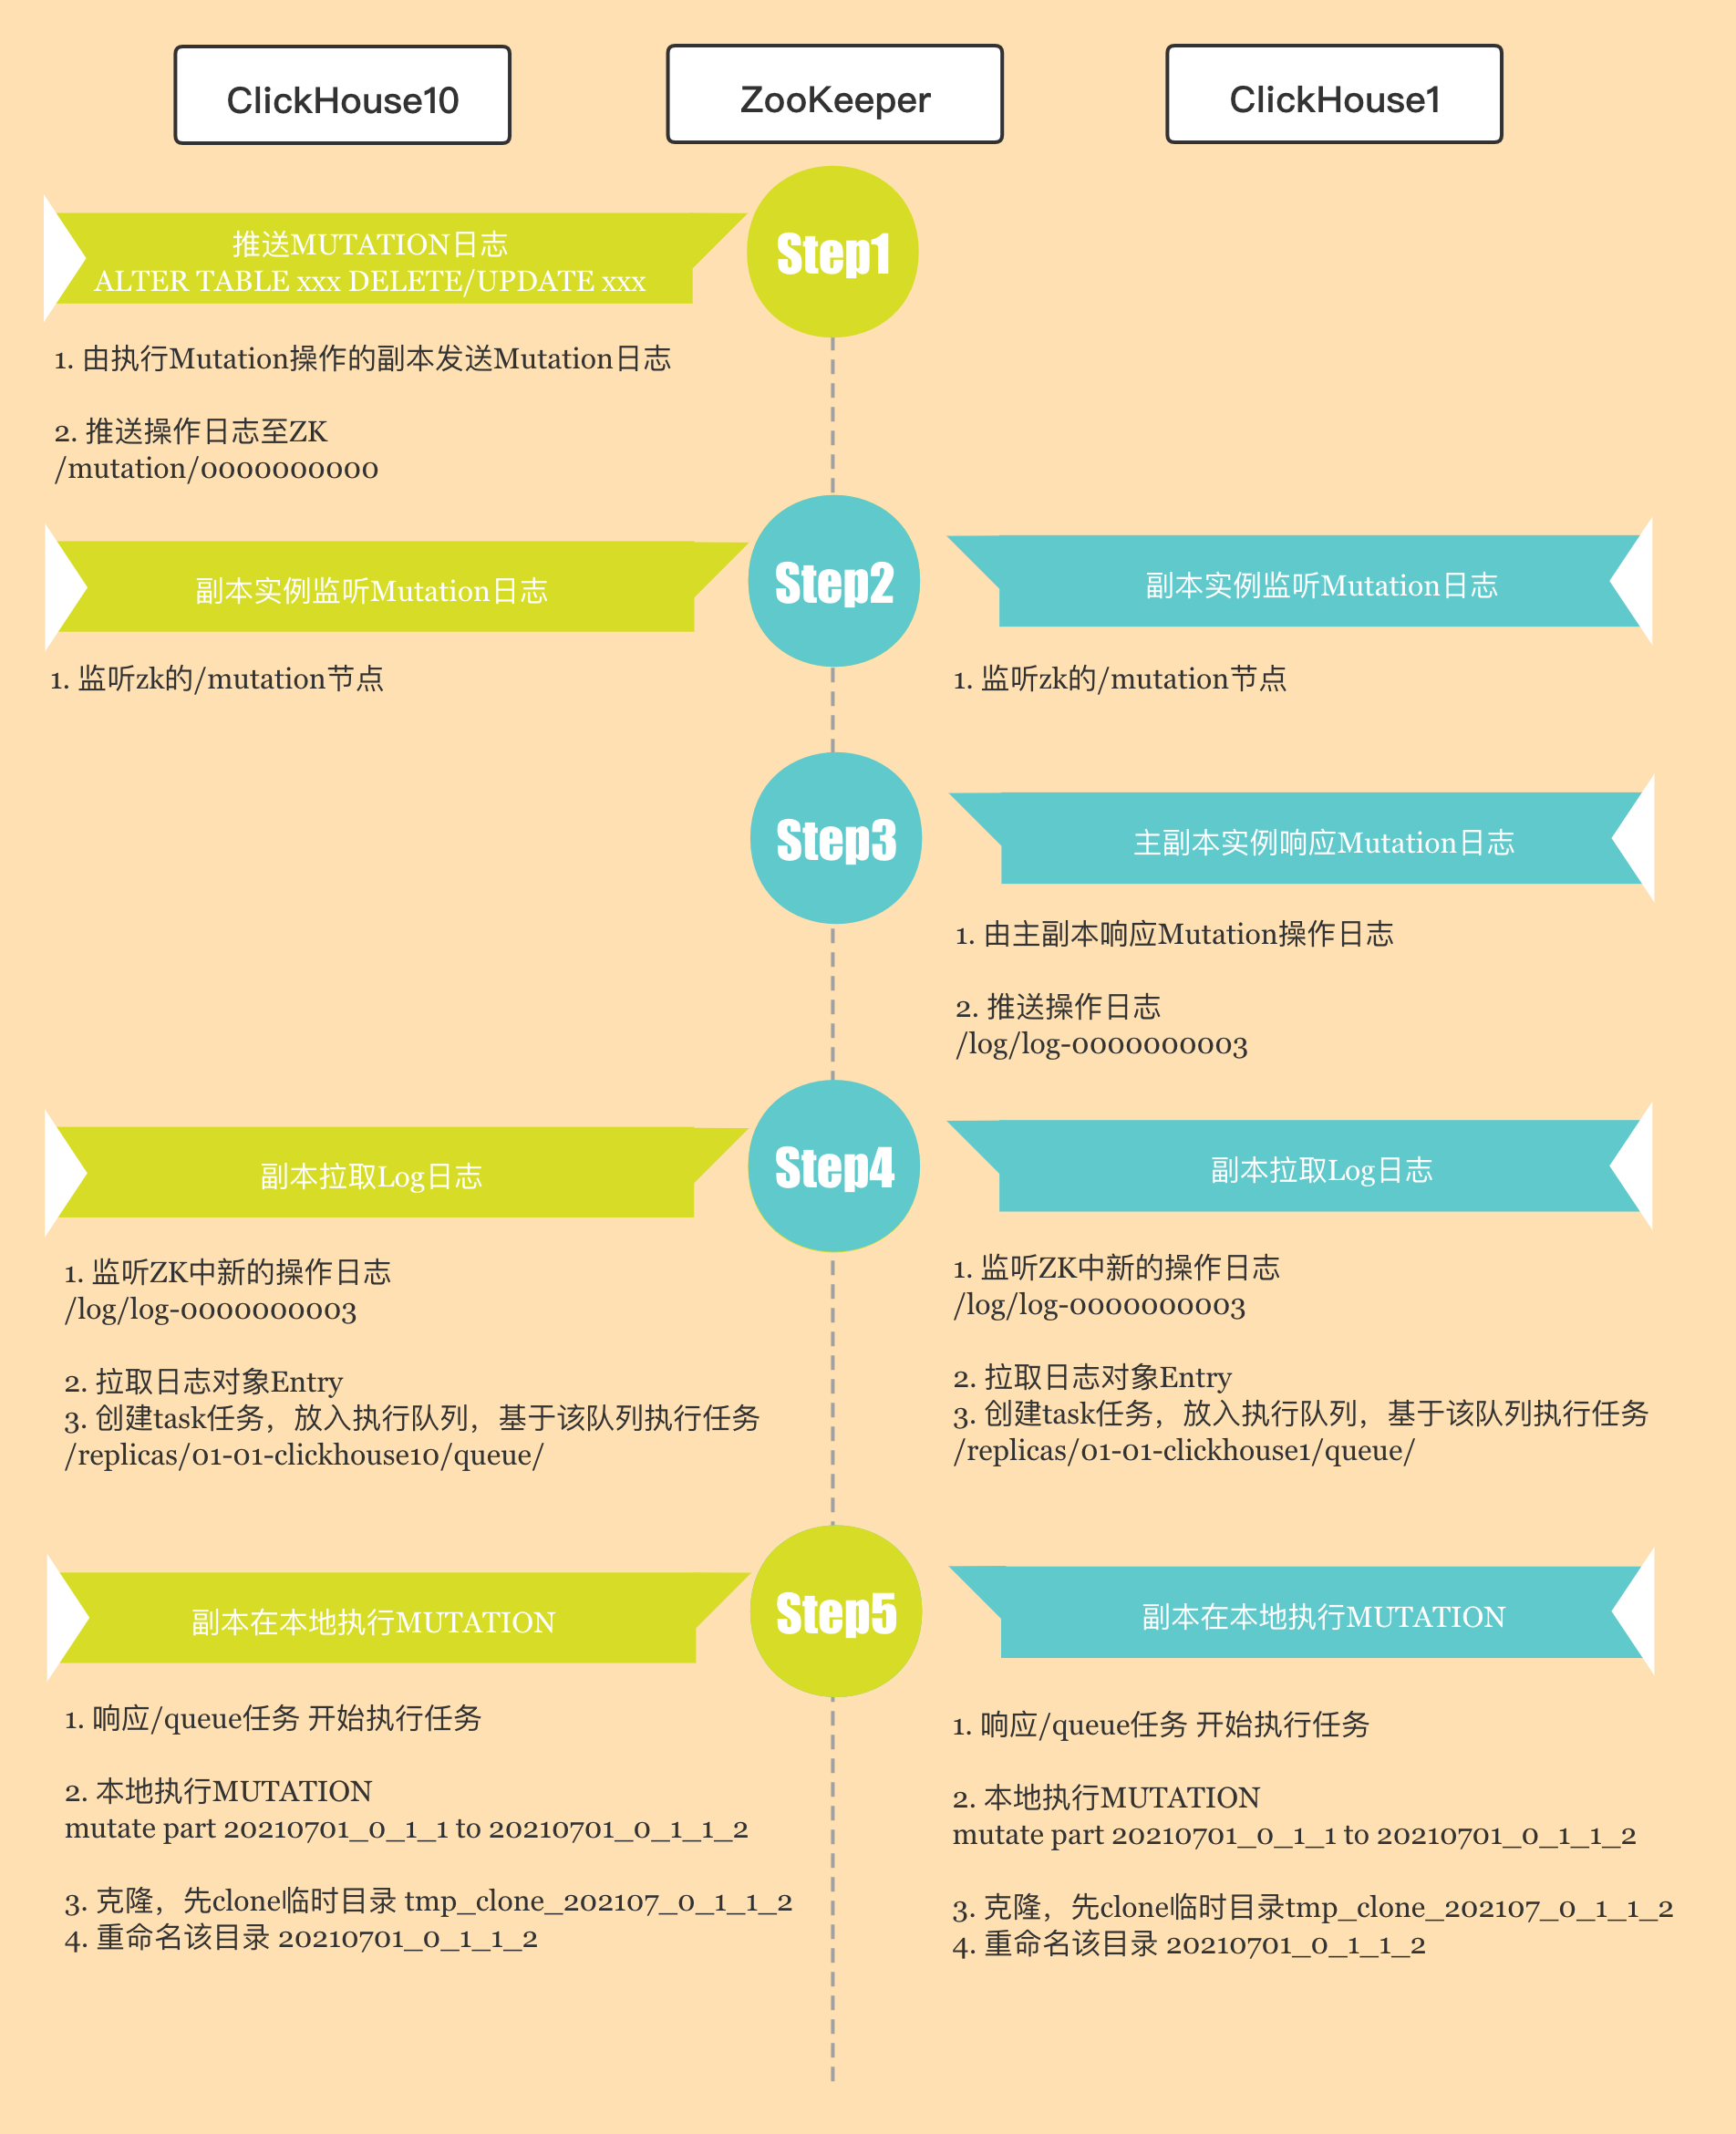 ClickHouse10
ZooKeeper
ClickHouse1
推送MUTATION日志
ALTER TABLE xxx DELETE/UPDATE xxx
Step1
1. 由执行Mutation操作的副本发送Mutation日志
2. 推送操作日志至ZK
/mutation/0000000000
副本实例监听Mutation日志
Step2
副本实例监听Mutation日志
1. 监听zk的/mutation节点
1. 监听zk的/mutation节点
Step3
主副本实例响应Mutation日志
1. 由主副本响应Mutation操作日志
2. 推送操作日志
/log/log-0000000003
副本拉取Log日志
Step4
副本拉取Log日志
1. 监听ZK中新的操作日志
/log/log-0000000003
2. 拉取日志对象Entry
3. 创建task任务，放入执行队列，基于该队列执行任务
/replicas/01-01-clickhouse10/queue/
1. 监听ZK中新的操作日志
/log/log-0000000003
2. 拉取日志对象Entry
3. 创建task任务，放入执行队列，基于该队列执行任务
/replicas/01-01-clickhouse1/queue/
副本在本地执行MUTATION
Step5
副本在本地执行MUTATION
1. 响应/queue任务 开始执行任务
2. 本地执行MUTATION
mutate part 20210701_0_1_1 to 20210701_0_1_1_2
3. 克隆，先clone临时目录 tmp_clone_202107_0_1_1_2
4. 重命名该目录 20210701_0_1_1_2
1. 响应/queue任务 开始执行任务
2. 本地执行MUTATION
mutate part 20210701_0_1_1 to 20210701_0_1_1_2
3. 克隆，先clone临时目录tmp_clone_202107_0_1_1_2
4. 重命名该目录 20210701_0_1_1_2